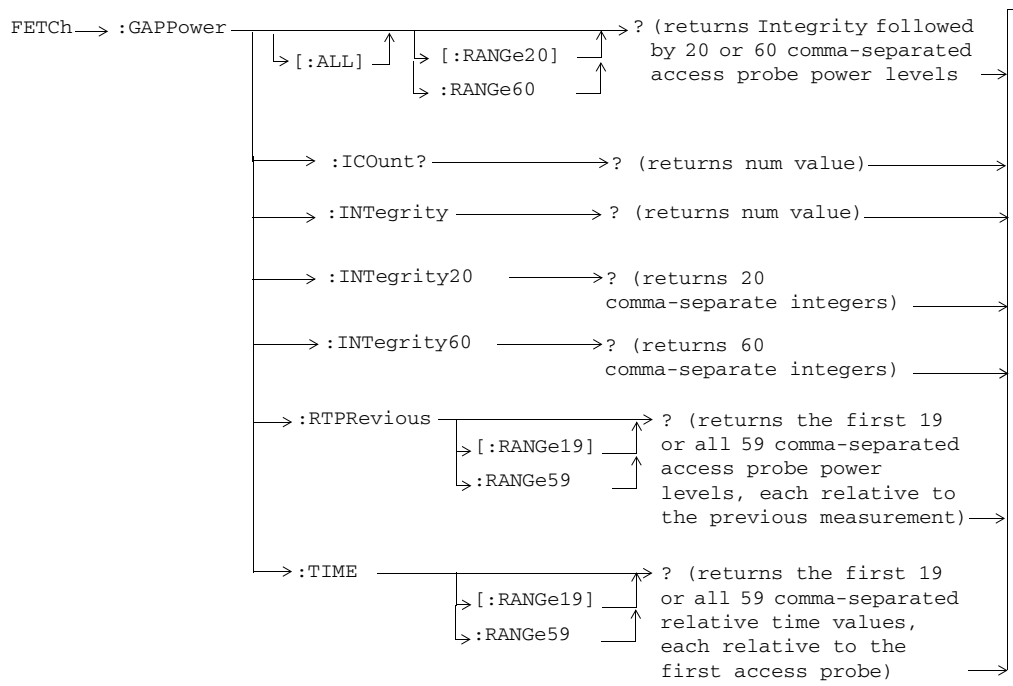 FETCh :GAPPower ? (returns Integrity followed
[:ALL] [:RANGe20] by 20 or 60 comma-separated
:RANGe60 access probe power levels
:ICOunt? ? (returns num value)
:INTegrity ? (returns num value)
:INTegrity20 ? (returns 20
comma-separate integers)
:INTegrity60 ? (returns 60
comma-separate integers)
:RTPRevious ? (returns the first 19
[:RANGe19] or all 59 comma-separated
:RANGe59 access probe power
levels, each relative to
the previous measurement)
:TIME ? (returns the first 19
[:RANGe19] or all 59 comma-separated
:RANGe59 relative time values,
each relative to the
first access probe)